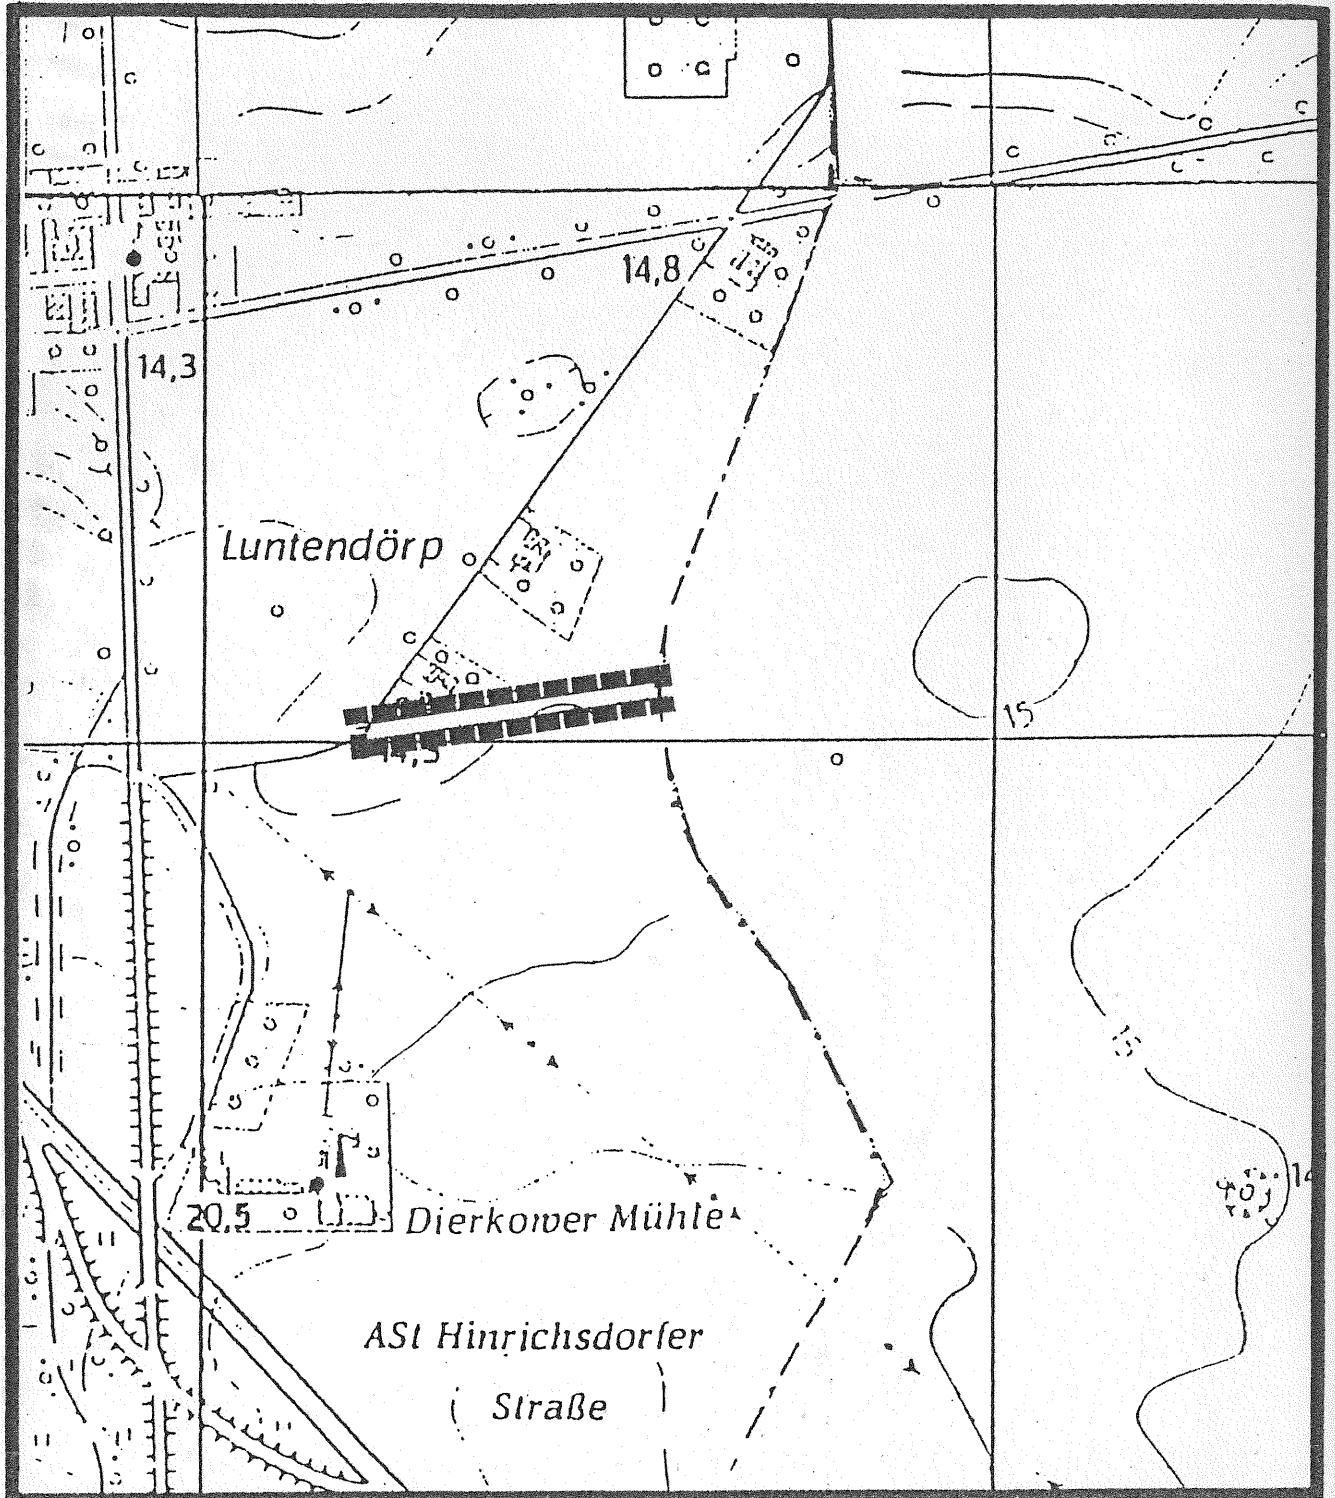 14,8
14,3
Luntendörp
15
15
20,5
Dierkower Mühle
ASt Hinrichsdorfer
Straße